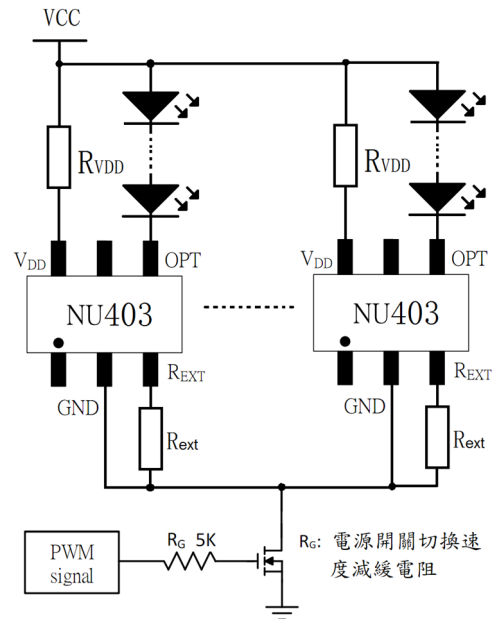 VCC
RVDD
RVDD
VDD
OPT
VDD
OPT
NU403
NU403
REXT
REXT
GND
GND
Rext
Rext
PWM
signal
RG 5K
RG: 電源開關切換速
度減緩電阻